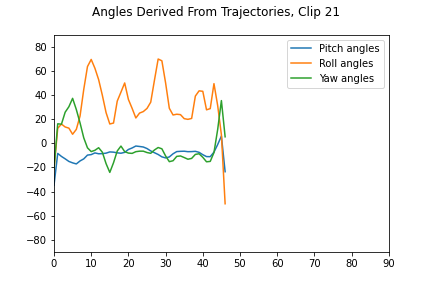 Angles Derived From Trajectories, Clip 21
Pitch angles
Roll angles
Yaw angles
80
60
40
20
0
−20
−40
−60
−80
0 10 20 30 40 50 60 70 80 90